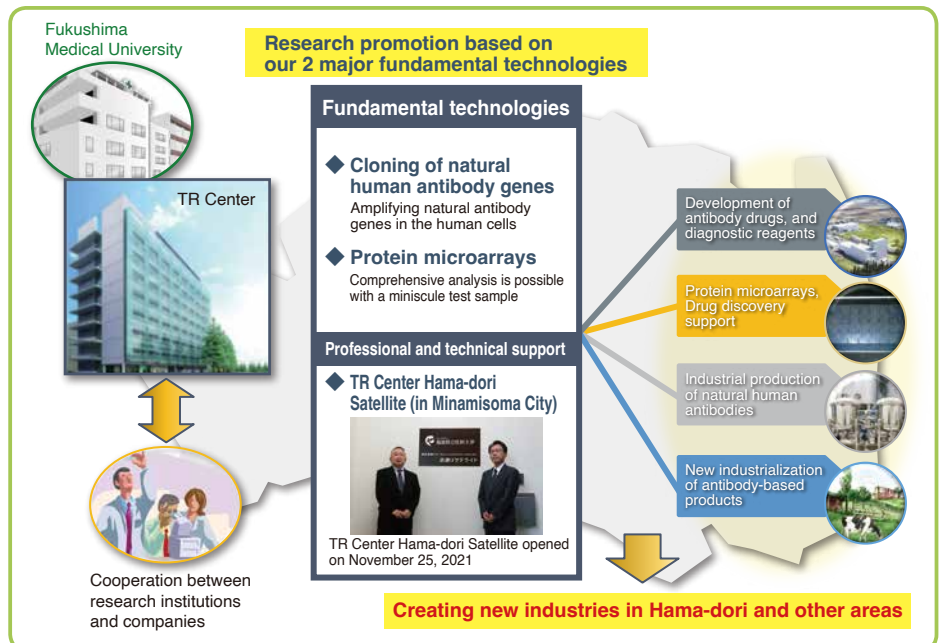 Fukushima
Medical University
TR Center
Cooperation between
research institutions
and companies
Research promotion based on
our 2 major fundamental technologies
Fundamental technologies
◆ Cloning of natural
human antibody genes
Amplifying natural antibody
genes in the human cells
◆ Protein microarrays
Comprehensive analysis is possible
with a miniscule test sample
Professional and technical support
◆ TR Center Hama-dori
Satellite (in Minamisoma City)
TR Center Hama-dori Satellite opened
on November 25, 2021
Development of
antibody drugs, and
diagnostic reagents
Protein microarrays,
Drug discovery
support
Industrial production
of natural human
antibodies
New industrialization
of antibody-based
products
Creating new industries in Hama-dori and other areas